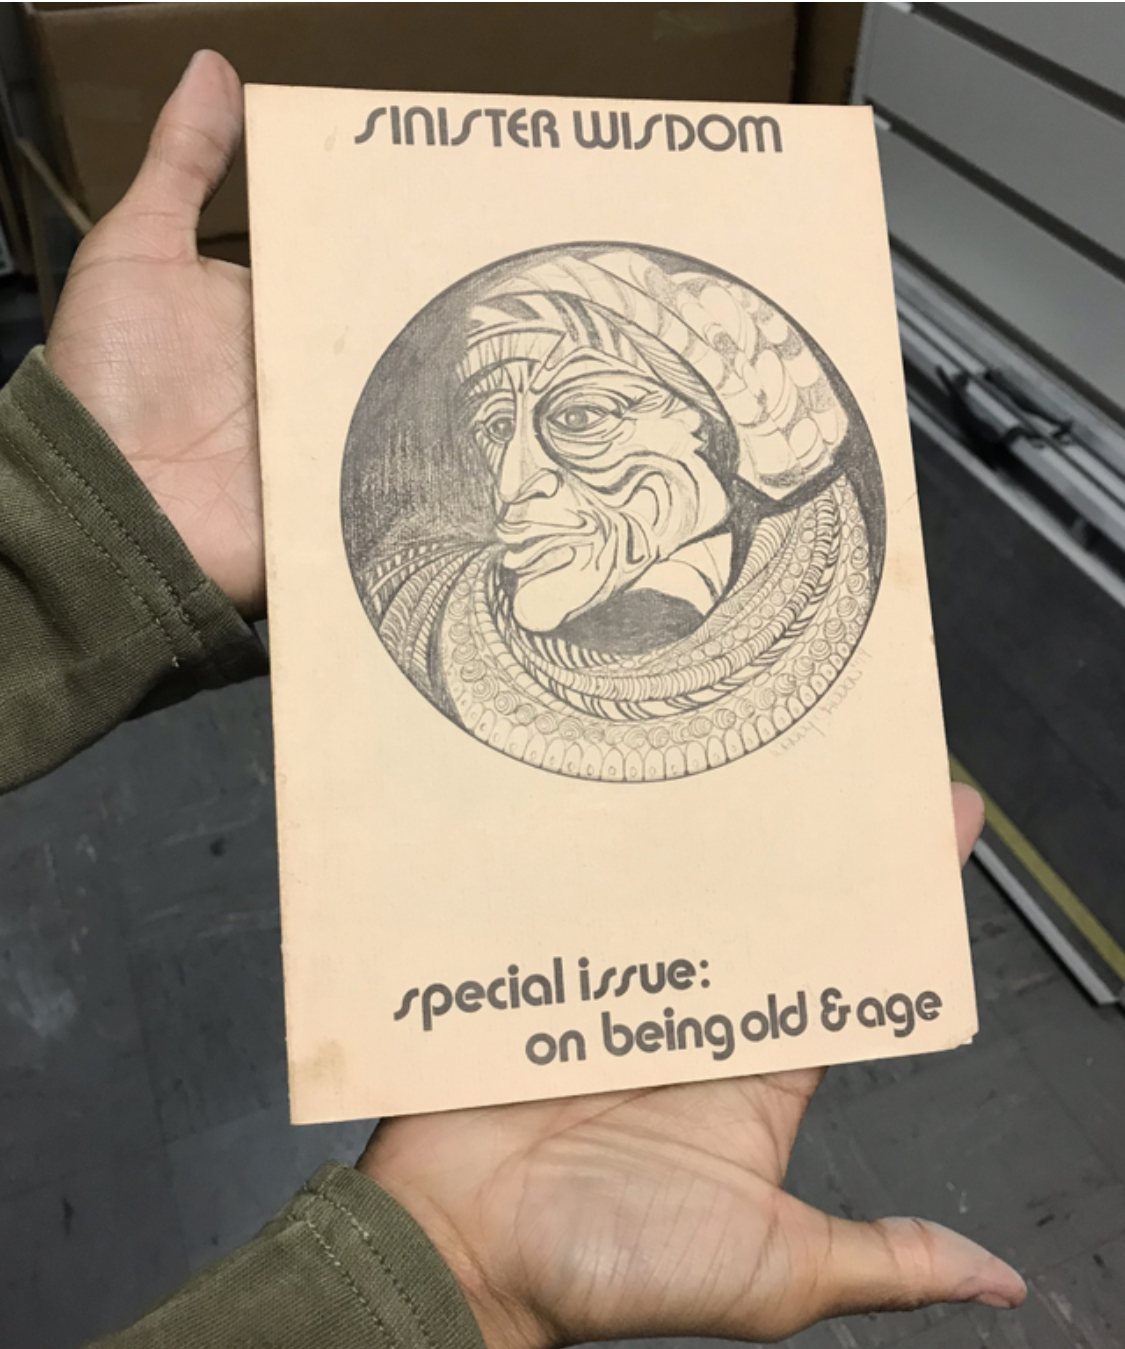 SINISTER WISDOM
special issue:
on being old & age